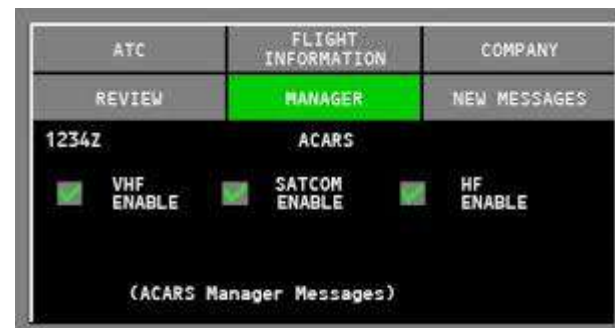 ATC
FLIGHT
INFORMATION
COMPANY
REVIEW
MANAGER
NEW MESSAGES
1234Z
ACARS
VHF
ENABLE
SATCOM
ENABLE
HF
ENABLE
(ACARS Manager Messages)